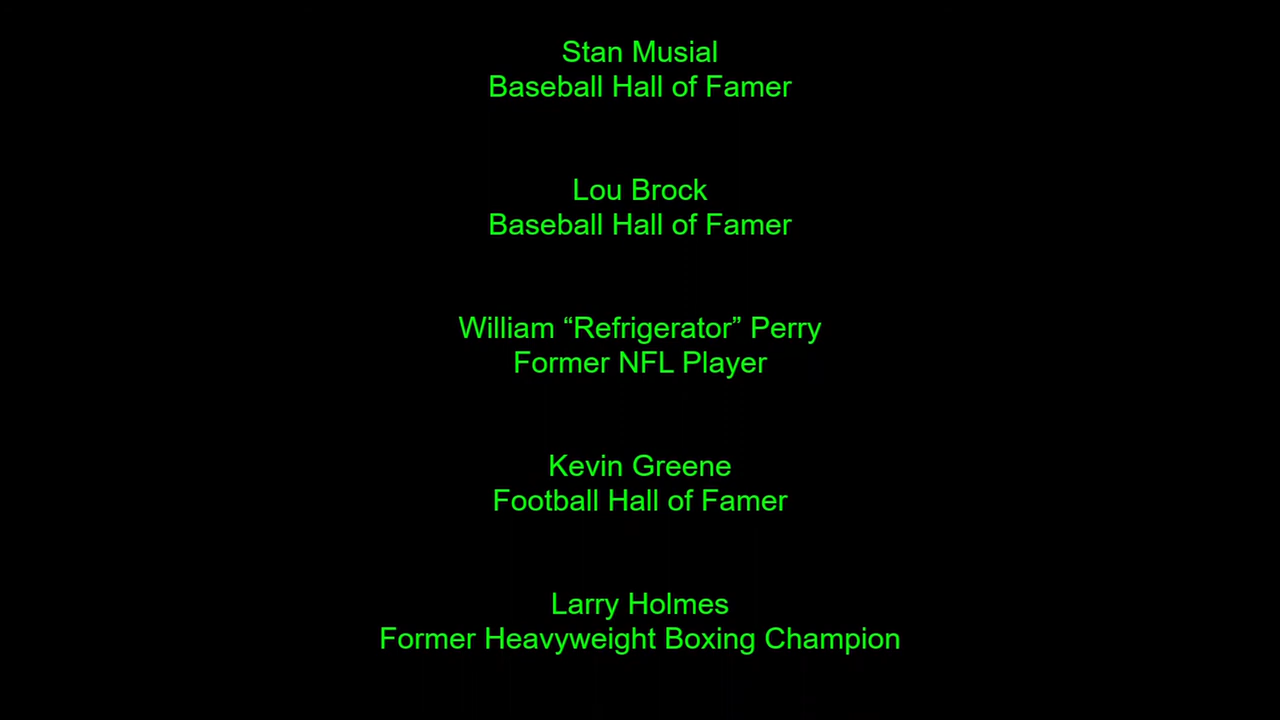 Stan Musial
Baseball Hall of Famer
Lou Brock
Baseball Hall of Famer
William “Refrigerator” Perry
Former NFL Player
Kevin Greene
Football Hall of Famer
Larry Holmes
Former Heavyweight Boxing Champion